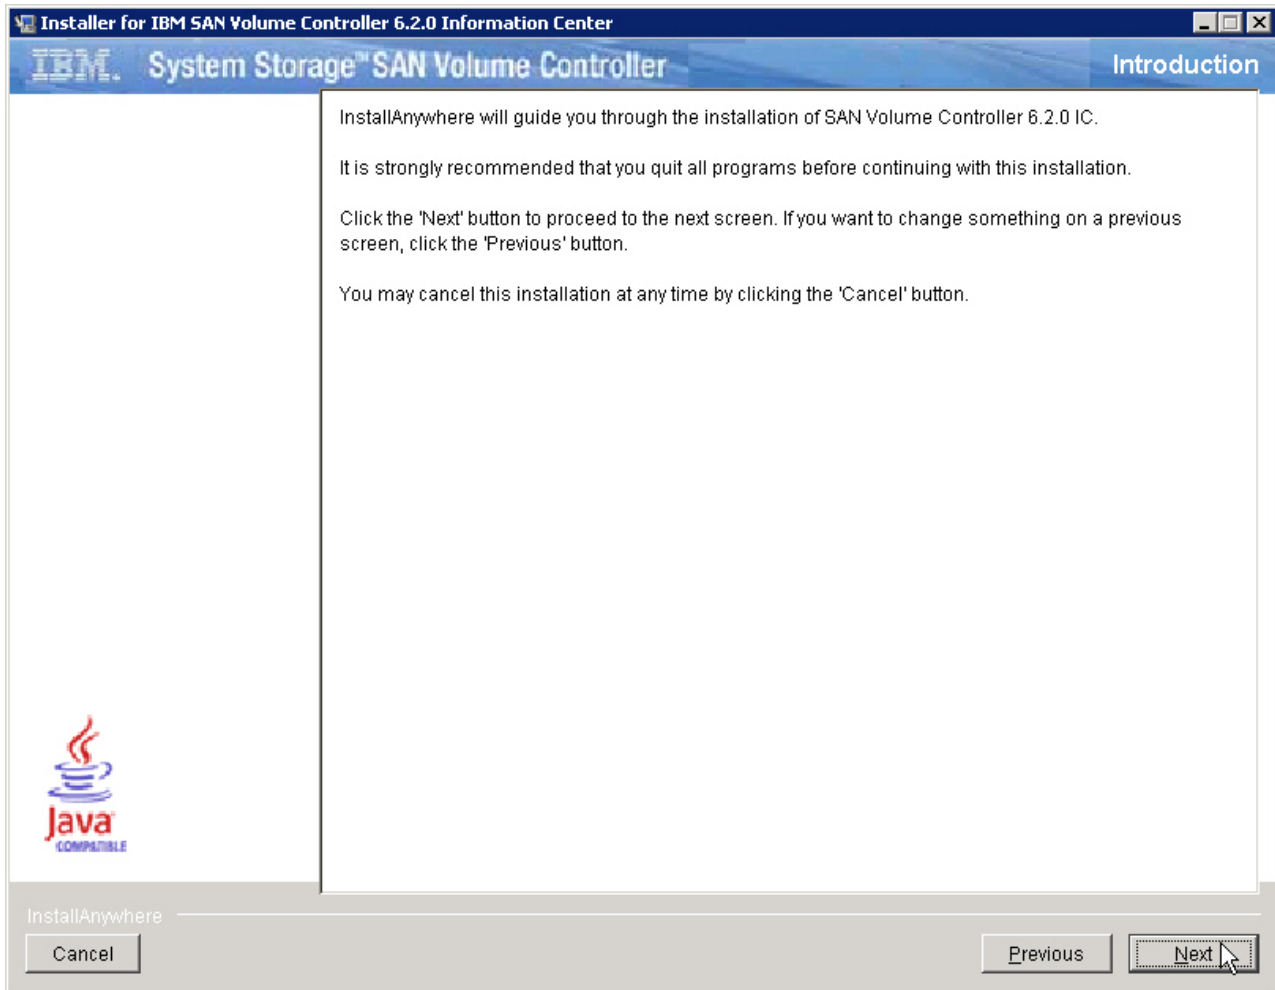 Installer for IBM SAN Volume Controller 6.2.0 Information Center
IBM. System Storage™ SAN Volume Controller
Introduction
InstallAnywhere will guide you through the installation of SAN Volume Controller 6.2.0 IC.
It is strongly recommended that you quit all programs before continuing with this installation.
Click the 'Next' button to proceed to the next screen. If you want to change something on a previous
screen, click the 'Previous' button.
You may cancel this installation at any time by clicking the 'Cancel' button.
Java
COMPATIBLE
InstallAnywhere
Cancel
Previous
Next